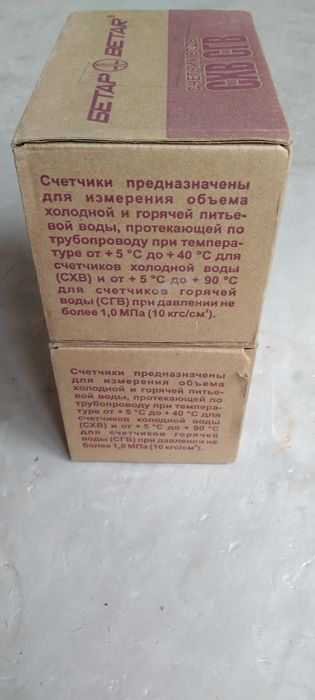 БЕТАР BETAR®
СЧЕТЧИКИ ВОДЫ
СХВ СГВ
Счетчики предназначены
для измерения объема
холодной и горячей питье-
вой воды, протекающей по
трубопроводу при темпера-
туре от + 5 °С до + 40 °С для
счетчиков холодной воды
(СХВ) и от + 5 °С до + 90 °С
для счетчиков горячей
воды (СГВ) при давлении не
более 1,0 МПа (10 кгс/см²).
Счетчики предназначены
для измерения объема
холодной и горячей питье-
вой воды, протекающей по
трубопроводу при темпера-
туре от + 5 °С до + 40 °С для
счетчиков холодной воды
(СХВ) и от + 5 °С до + 90 °С
для счетчиков горячей
воды (СГВ) при давлении не
более 1,0 МПа (10 кгс/см²).